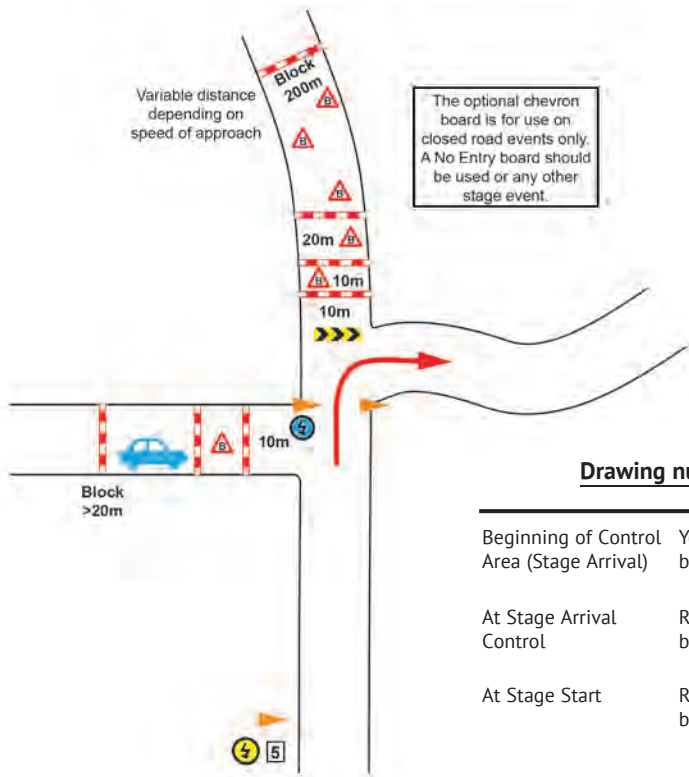 Block
200m
Variable distance
depending on
speed of approach
B
B
B
The optional chevron
board is for use on
closed road events only.
A No Entry board should
be used or any other
stage event.
20m B
B 10m
10m
B
10m
Block
>20m
Drawing nu
Beginning of Control
Area (Stage Arrival)
Y
b
At Stage Arrival
Control
R
b
At Stage Start
R
b
5